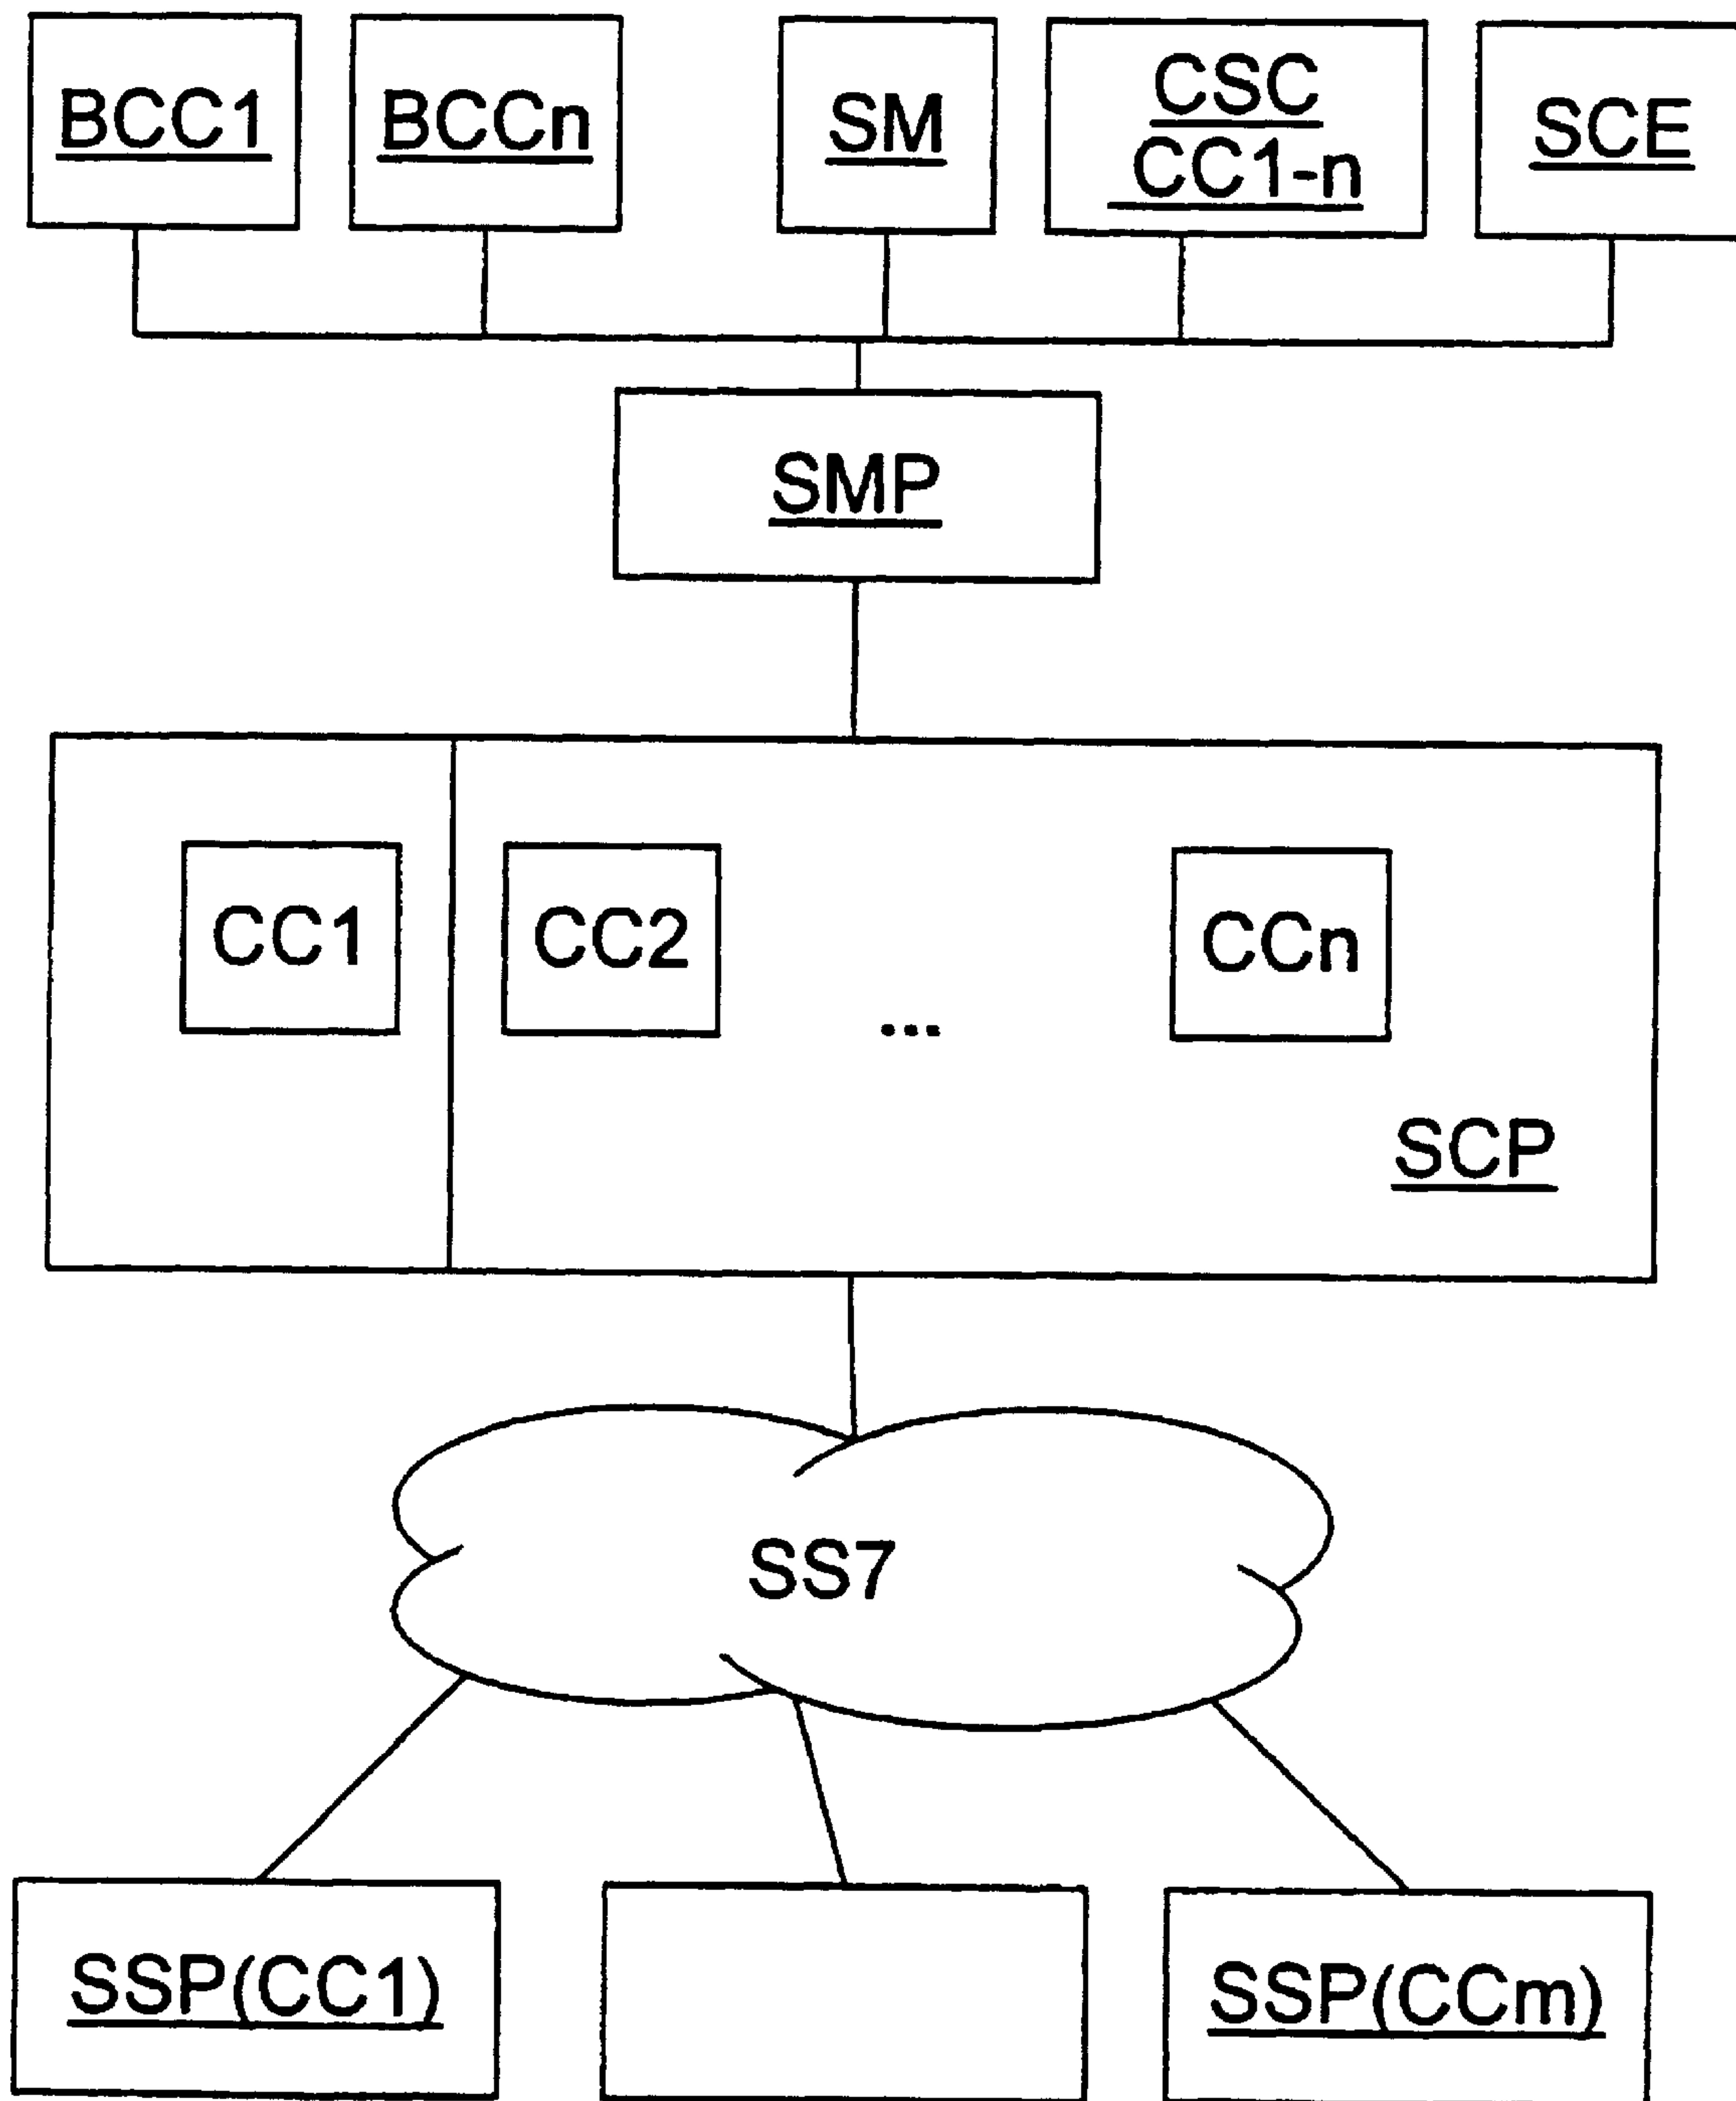 BCC1
BCCn
SM
CSC
CC1-n
SCE
SMP
CC1
CC2
...
CCn
SCP
SS7
SSP(CC1)
SSP(CCm)